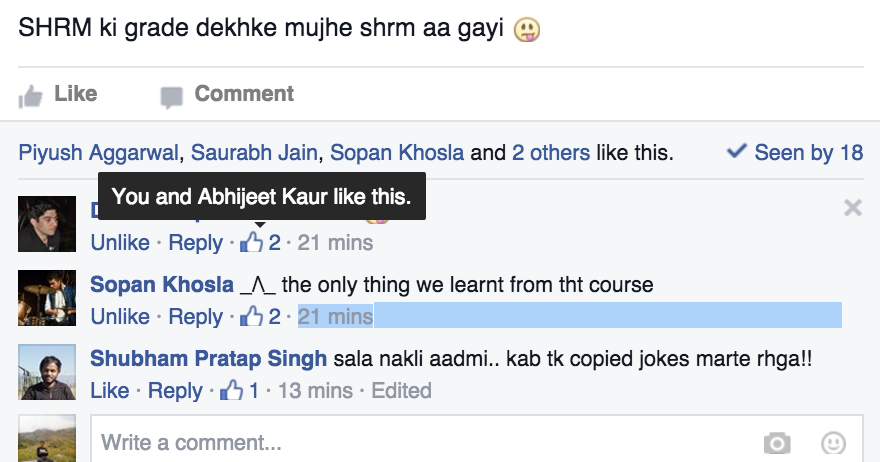 SHRM ki grade dekhke mujhe shrm aa gayi
Like Comment
Piyush Aggarwal, Saurabh Jain, Sopan Khosla and 2 others like this. Seen by 18
You and Abhijeet Kaur like this.
Unlike · Reply · 2 · 21 mins
Sopan Khosla _/\_ the only thing we learnt from tht course
Unlike · Reply · 2 · 21 mins
Shubham Pratap Singh sala nakli aadmi.. kab tk copied jokes marte rhga!!
Like · Reply · 1 · 13 mins · Edited
Write a comment...